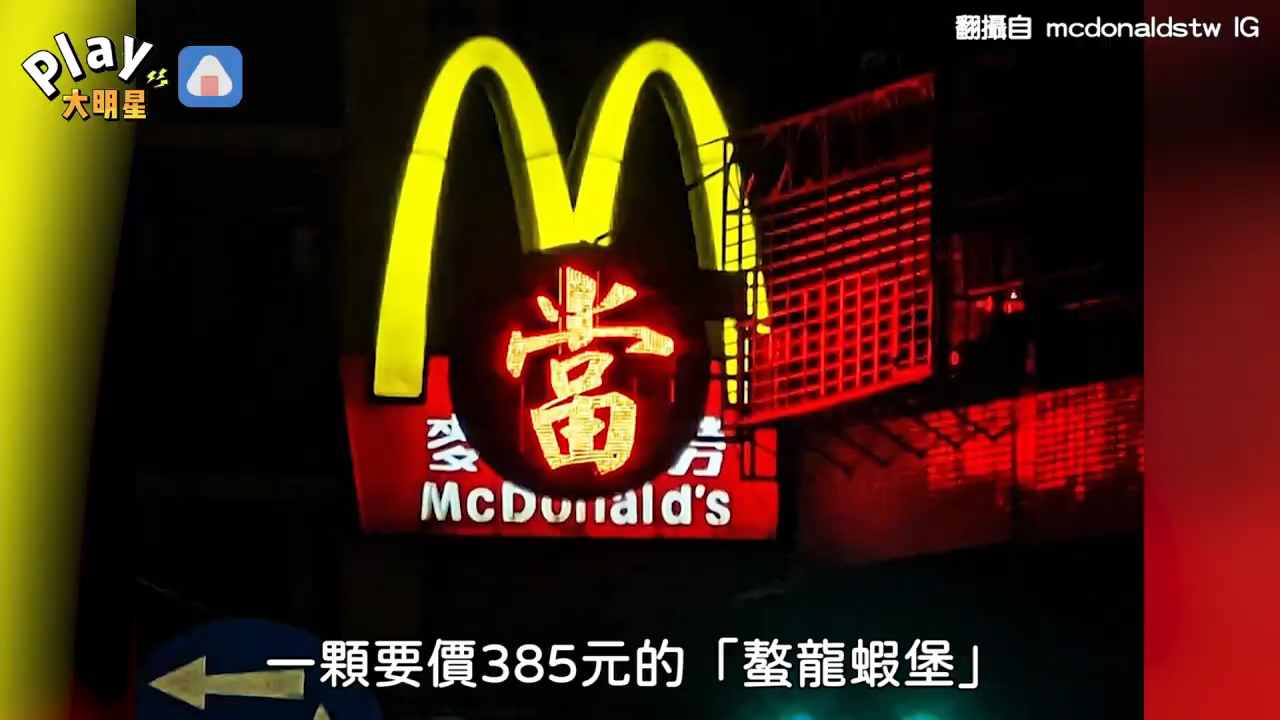 Play
大明星
翻攝自 mcdonaldstw IG
當
麥
McDonald's
一顆要價385元的「螯龍蝦堡」